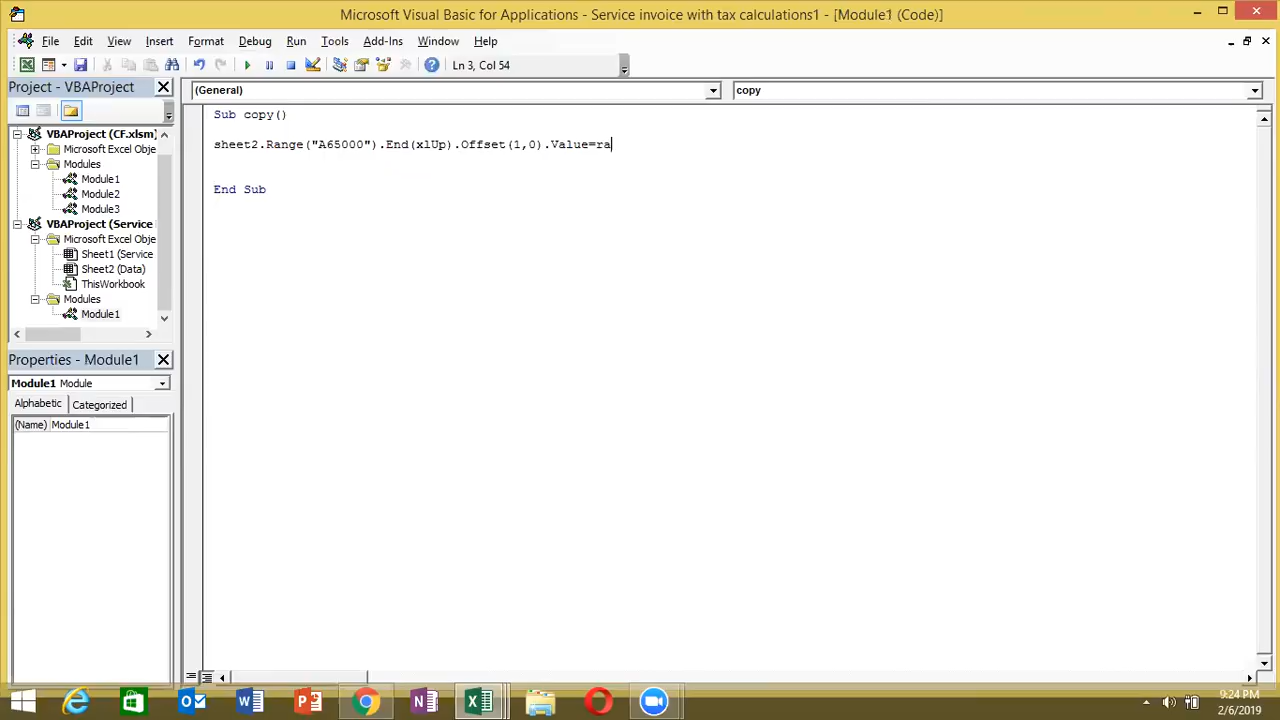 Microsoft Visual Basic for Applications - Service invoice with tax calculations1 - [Module1 (Code)]
File Edit View Insert Format Debug Run Tools Add-Ins Window Help
Ln 3, Col 54
Project - VBAProject
(General)
copy
VBAProject (CF.xlsm)
Microsoft Excel Obje
Modules
Module1
Module2
Module3
VBAProject (Service
Microsoft Excel Obje
Sheet1 (Service
Sheet2 (Data)
ThisWorkbook
Modules
Module1
Properties - Module1
Module1 Module
Alphabetic Categorized
(Name) Module1
Sub copy()
sheet2.Range("A65000").End(xlUp).Offset(1,0).Value=ra
End Sub
9:24 PM
2/6/2019